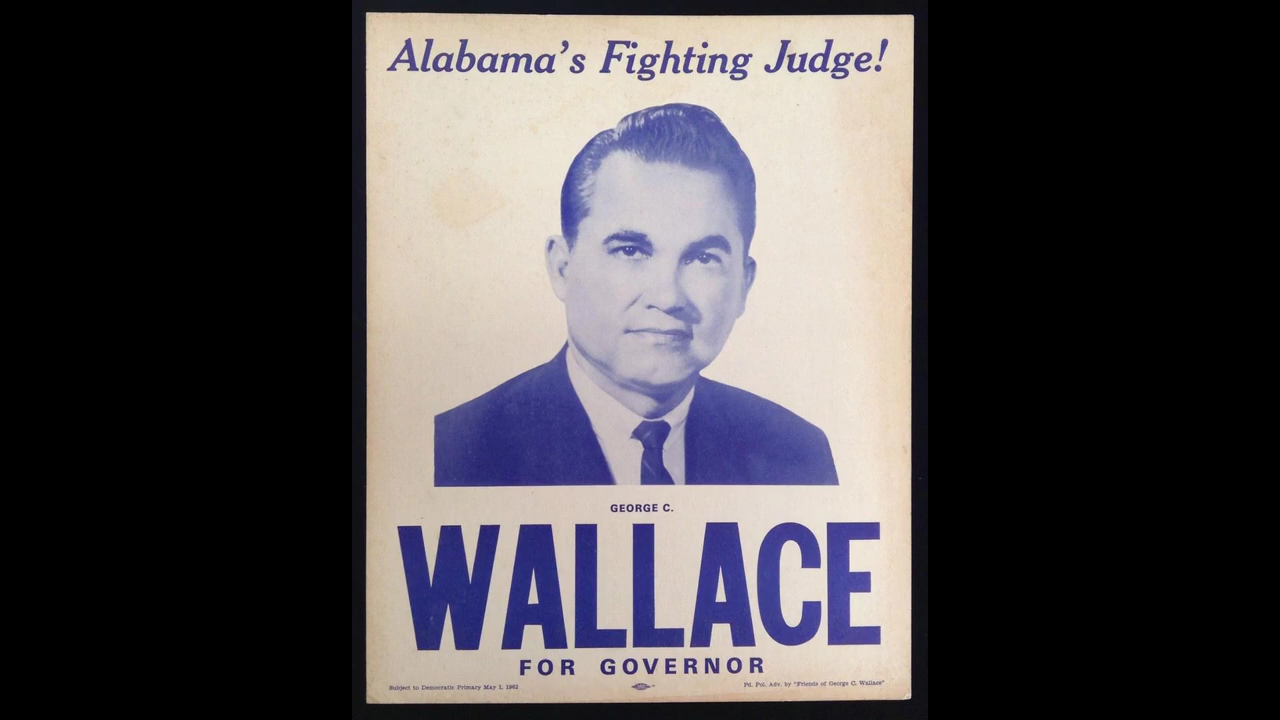 Alabama's Fighting Judge!
GEORGE C.
WALLACE
FOR GOVERNOR
Subject to Democratic Primary May 1, 1962
Pd. Pol. Adv. by "Friends of George C. Wallace"